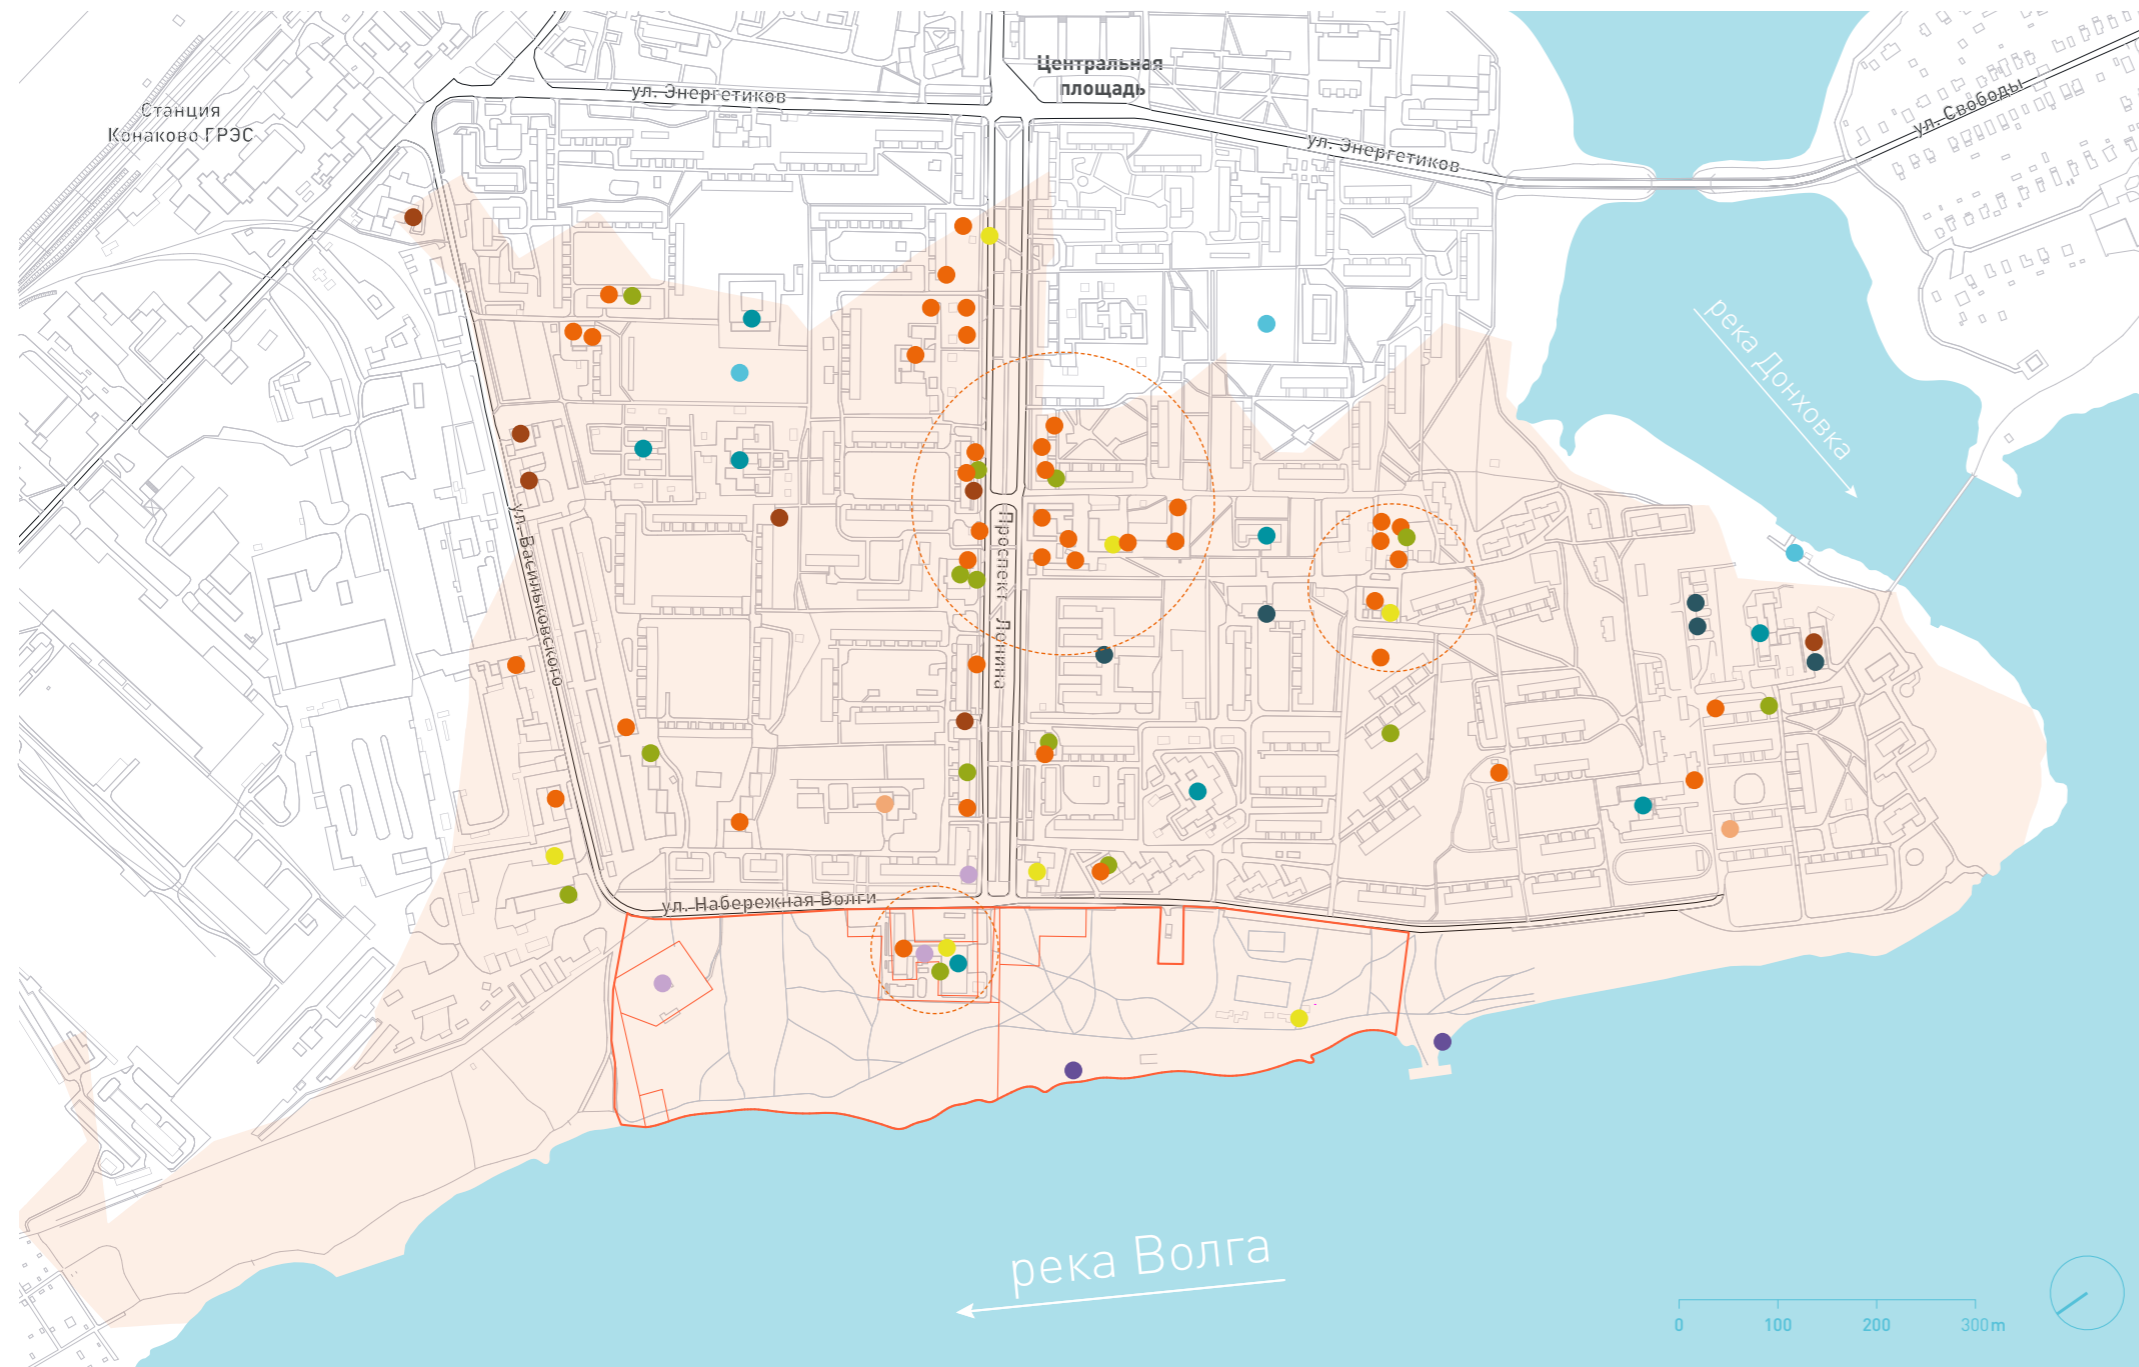 Центральная
площадь
ул. Энергетиков
Станция
Конаково ГРЭС
ул. Энергетиков
ул. Свободы
река Донховка
ул. Васильковского
Проспект Ленина
ул. Набережная Волги
река Волга
0 100 200 300m